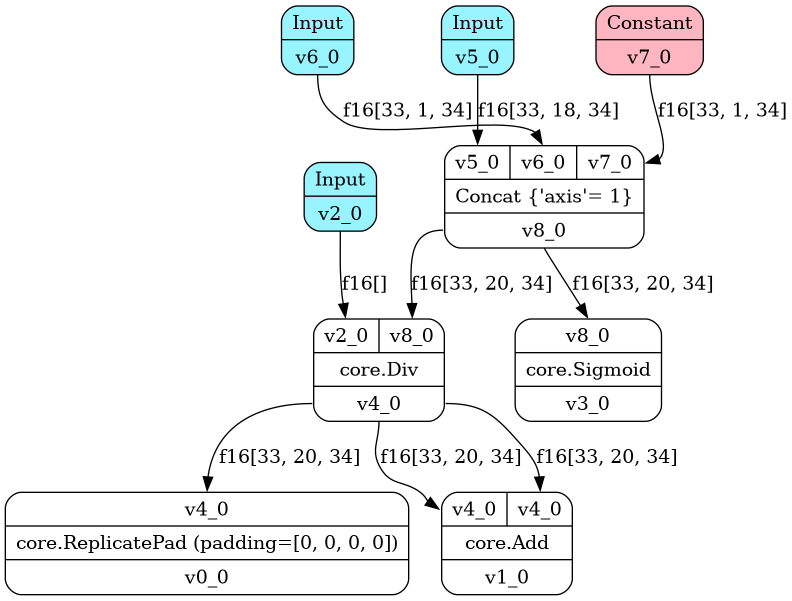 Input
v6_0
Input
v5_0
Constant
v7_0
f16[33, 1, 34]
f16[33, 18, 34]
f16[33, 1, 34]
v5_0 v6_0 v7_0
Concat {'axis'= 1}
v8_0
Input
v2_0
f16[]
f16[33, 20, 34]
f16[33, 20, 34]
v2_0 v8_0
core.Div
v4_0
v8_0
core.Sigmoid
v3_0
f16[33, 20, 34]
f16[33, 20, 34]
f16[33, 20, 34]
v4_0
core.ReplicatePad (padding=[0, 0, 0, 0])
v0_0
v4_0 v4_0
core.Add
v1_0